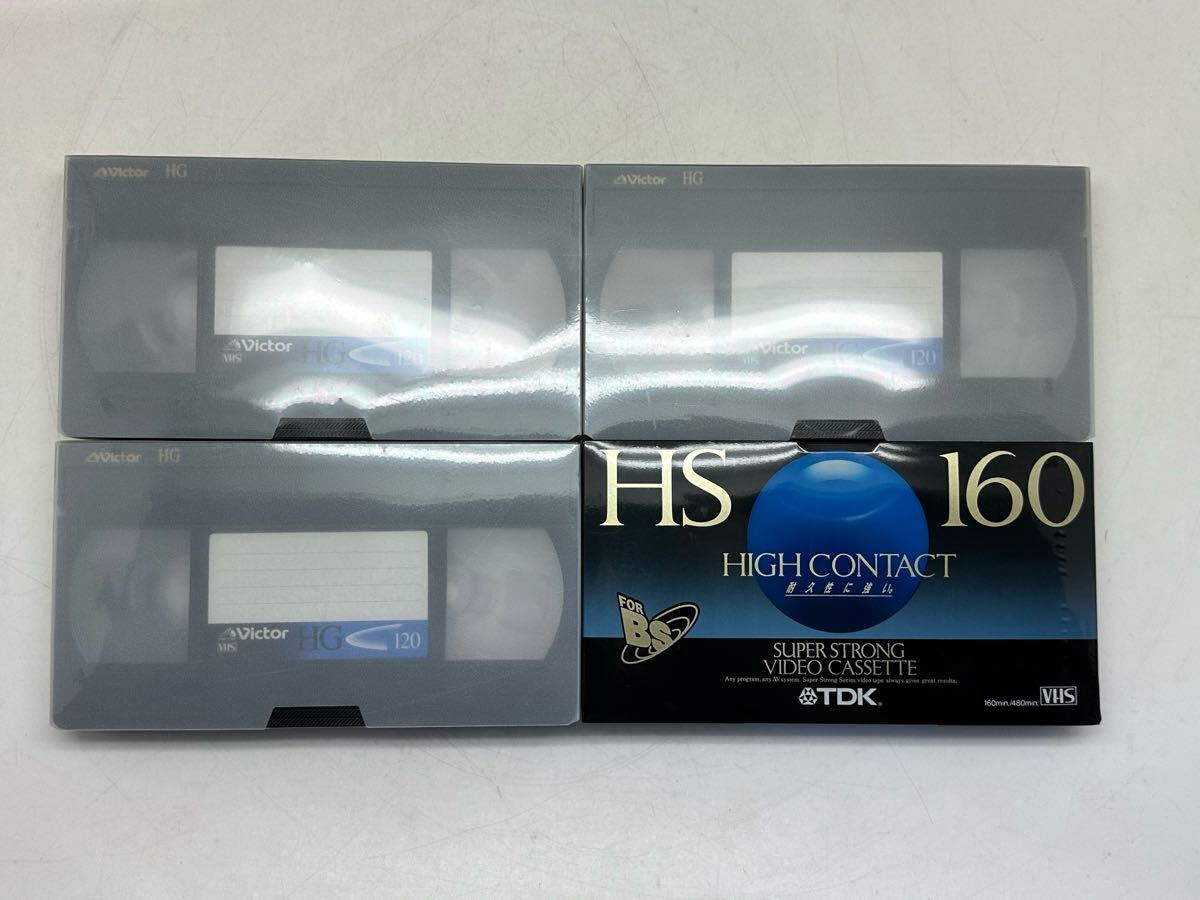 Victor HG
Victor
VHS
HG 120
Victor HG
Victor
VHS
120
Victor HG
Victor
VHS
HG 120
HS 160
HIGH CONTACT
耐久性に強い。
FOR
BS
SUPER STRONG
VIDEO CASSETTE
Any program, any AV system. Super Strong Series video tape always gives great results.
TDK
160min./480min. VHS